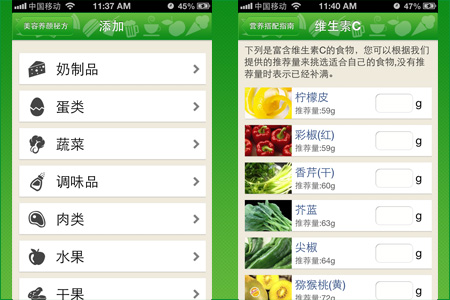 中国移动 11:37 AM 45%
美容养颜秘方 添加
奶制品
蛋类
蔬菜
调味品
肉类
水果
干果
中国移动 11:40 AM 47%
营养搭配指南 维生素C
下列是富含维生素C的食物，您可以根据我们
提供的推荐量来挑选适合自己的食物,没有推
荐量时表示已经补满。
柠檬皮
推荐量:59g
g
彩椒(红)
推荐量:59g
g
香芹(干)
推荐量:60g
g
芥蓝
推荐量:63g
g
尖椒
推荐量:64g
g
猕猴桃(黄)
推荐量:72g
g